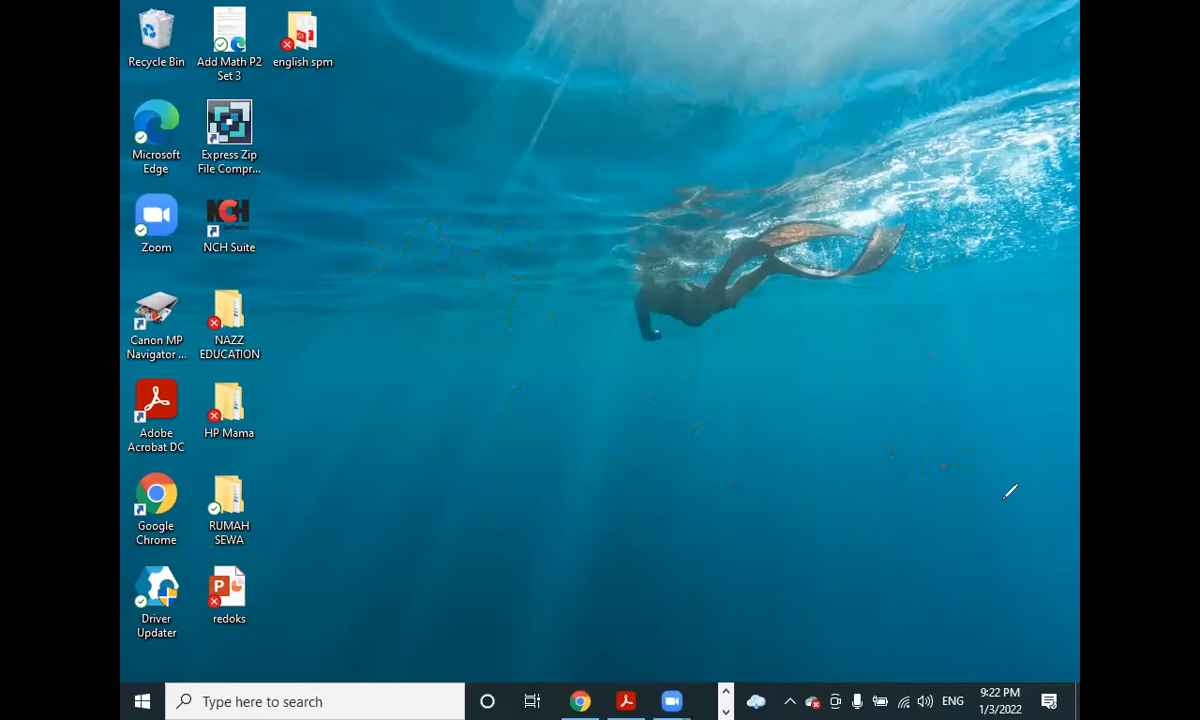 Recycle Bin
Add Math P2
Set 3
english spm
Microsoft
Edge
Express Zip
File Compr...
Zoom
NCH Suite
Canon MP
Navigator ...
NAZZ
EDUCATION
Adobe
Acrobat DC
HP Mama
Google
Chrome
RUMAH
SEWA
Driver
Updater
redoks
Type here to search
ENG
9:22 PM
1/3/2022